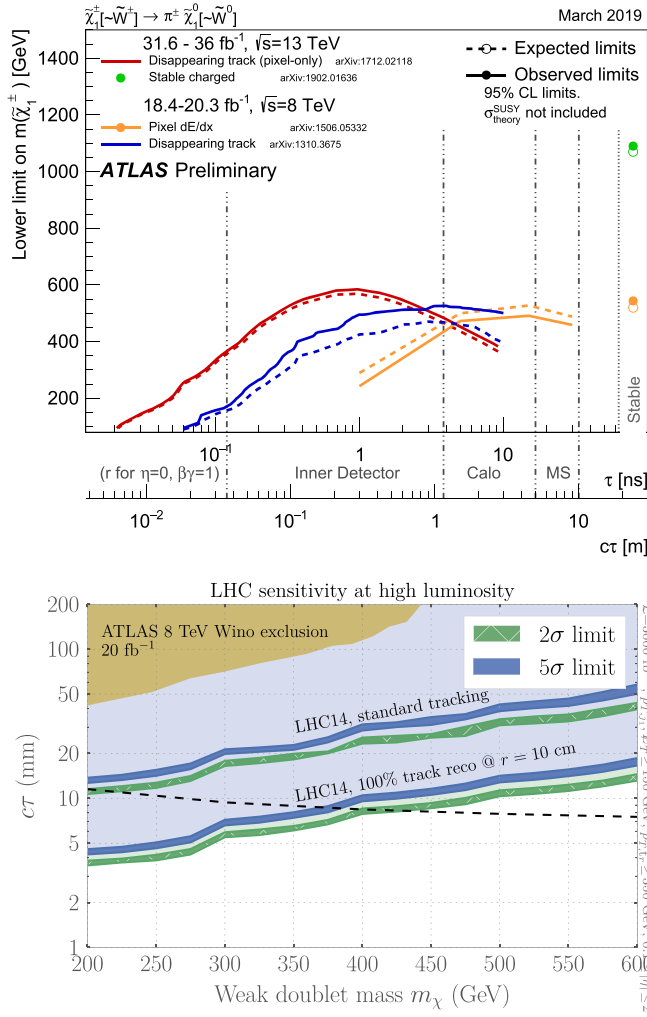 χ̃₁±[~W̃±] → π± χ̃₁⁰[~W̃⁰]
March 2019
Lower limit on m(χ̃₁±) [GeV]
1400
1200
1000
800
600
400
200
31.6 - 36 fb⁻¹, √s=13 TeV
Disappearing track (pixel-only) arXiv:1712.02118
Stable charged arXiv:1902.01636
18.4-20.3 fb⁻¹, √s=8 TeV
Pixel dE/dx arXiv:1506.05332
Disappearing track arXiv:1310.3675
ATLAS Preliminary
Expected limits
Observed limits
95% CL limits.
σ^SUSY_theory not included
Stable
10⁻¹ 1 10
τ [ns]
(r for η=0, βγ=1) Inner Detector Calo MS
10⁻² 10⁻¹ 1 10
cτ [m]
LHC sensitivity at high luminosity
cτ (mm)
200
100
50
20
10
5
2
1
ATLAS 8 TeV Wino exclusion
20 fb⁻¹
2σ limit
5σ limit
LHC14, standard tracking
LHC14, 100% track reco @ r = 10 cm
200 250 300 350 400 450 500 550 600
Weak doublet mass mχ (GeV)